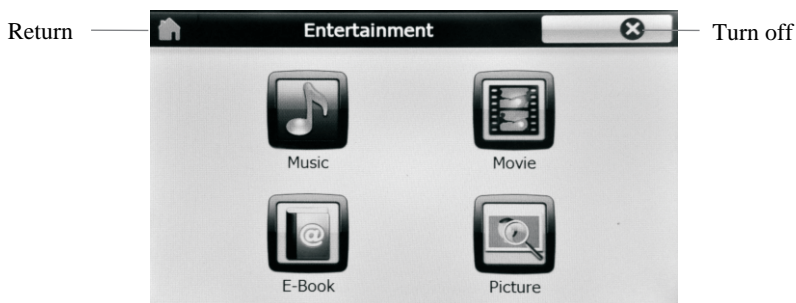 Return
Entertainment
Turn off
Music
Movie
E-Book
Picture